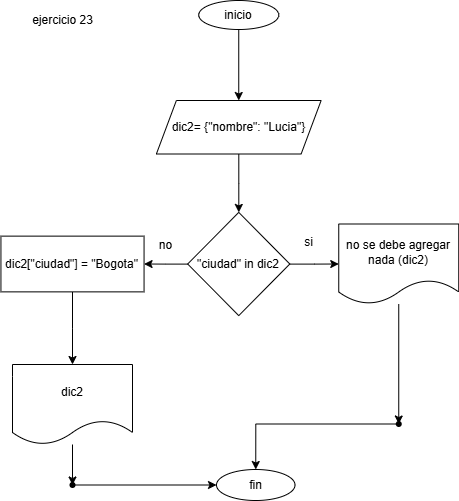 inicio
ejercicio 23
dic2= {"nombre": "Lucia"}
no
si
"ciudad" in dic2
dic2["ciudad"] = "Bogota"
no se debe agregar
nada (dic2)
dic2
fin